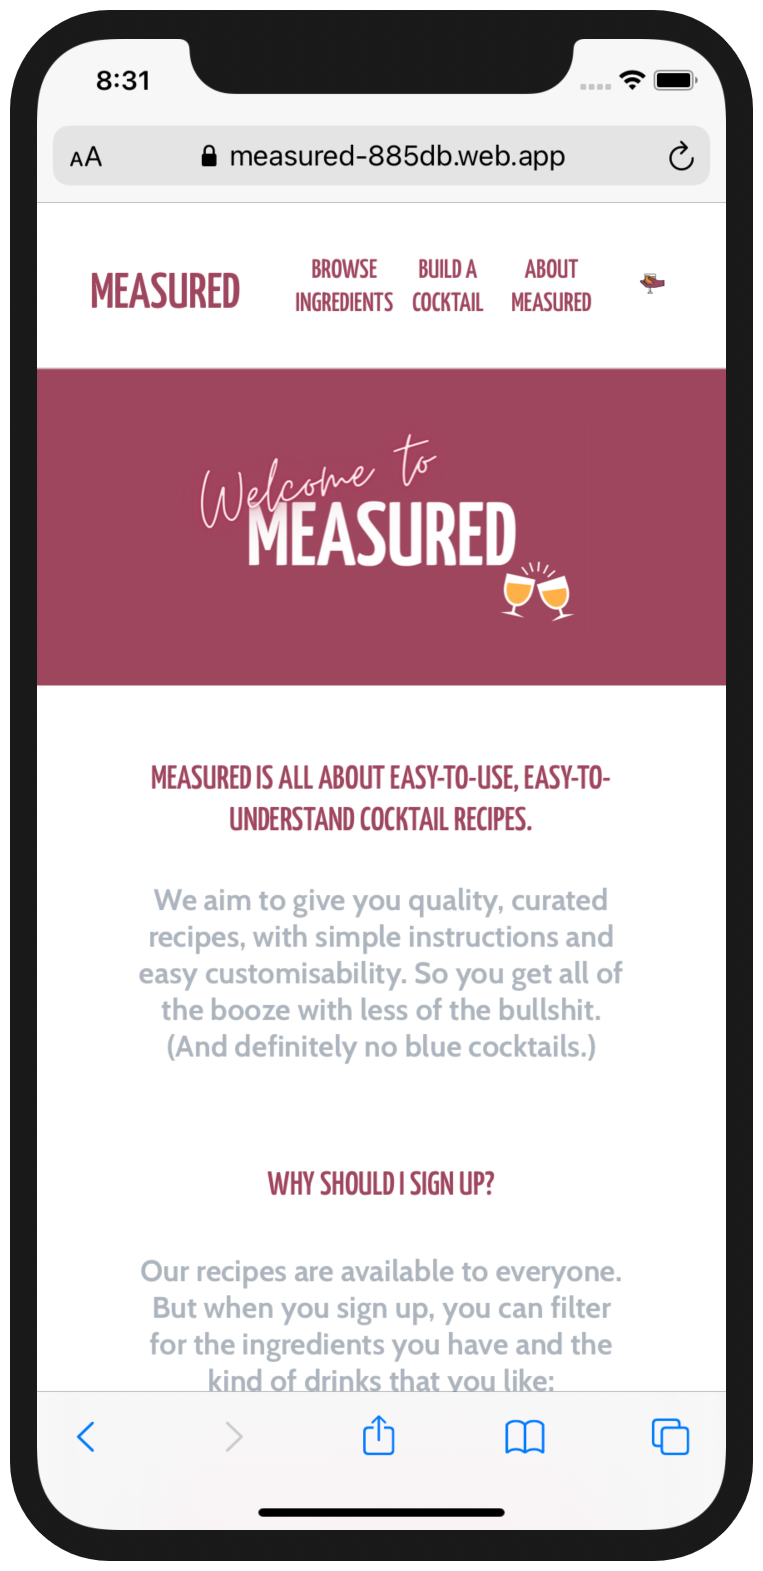 8:31
AA measured-885db.web.app
MEASURED
BROWSE INGREDIENTS
BUILD A COCKTAIL
ABOUT MEASURED
Welcome to
MEASURED
MEASURED IS ALL ABOUT EASY-TO-USE, EASY-TO-
UNDERSTAND COCKTAIL RECIPES.
We aim to give you quality, curated
recipes, with simple instructions and
easy customisability. So you get all of
the booze with less of the bullshit.
(And definitely no blue cocktails.)
WHY SHOULD I SIGN UP?
Our recipes are available to everyone.
But when you sign up, you can filter
for the ingredients you have and the
kind of drinks that you like: